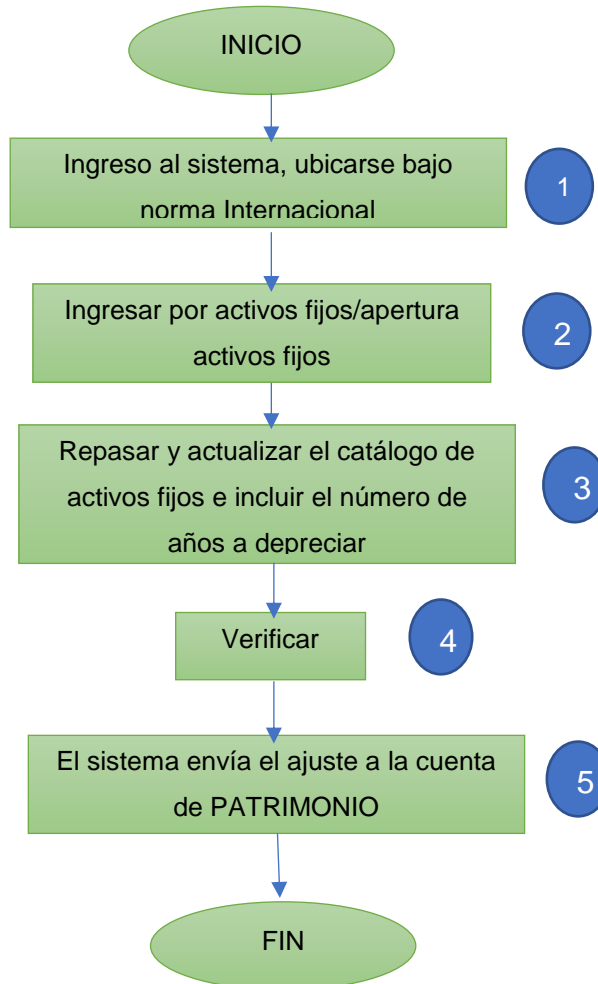 INICIO
Ingreso al sistema, ubicarse bajo
norma Internacional
1
Ingresar por activos fijos/apertura
activos fijos
2
Repasar y actualizar el catálogo de
activos fijos e incluir el número de
años a depreciar
3
Verificar
4
El sistema envía el ajuste a la cuenta
de PATRIMONIO
5
FIN